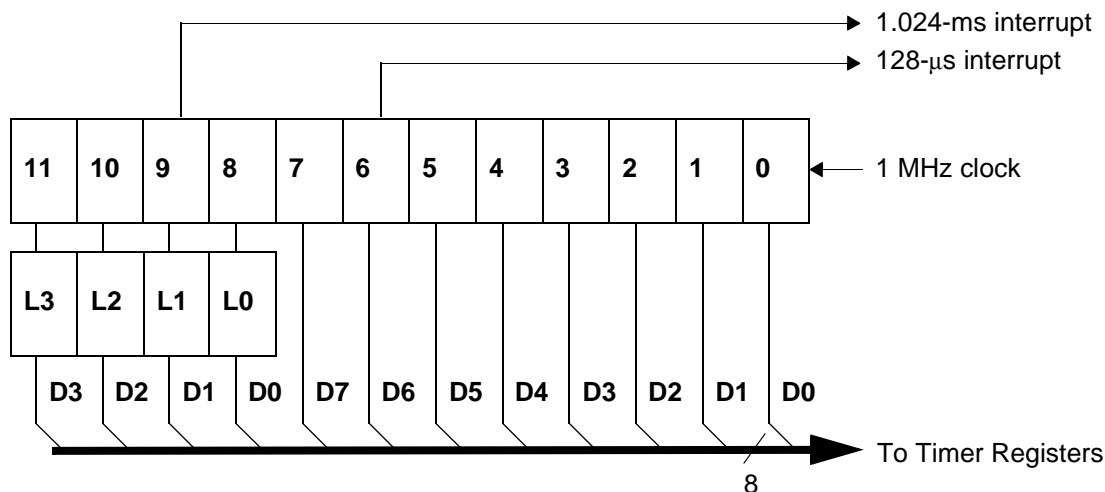 1.024-ms interrupt
128-μs interrupt
11 10 9 8 7 6 5 4 3 2 1 0
1 MHz clock
L3 L2 L1 L0
D3 D2 D1 D0 D7 D6 D5 D4 D3 D2 D1 D0
To Timer Registers
8